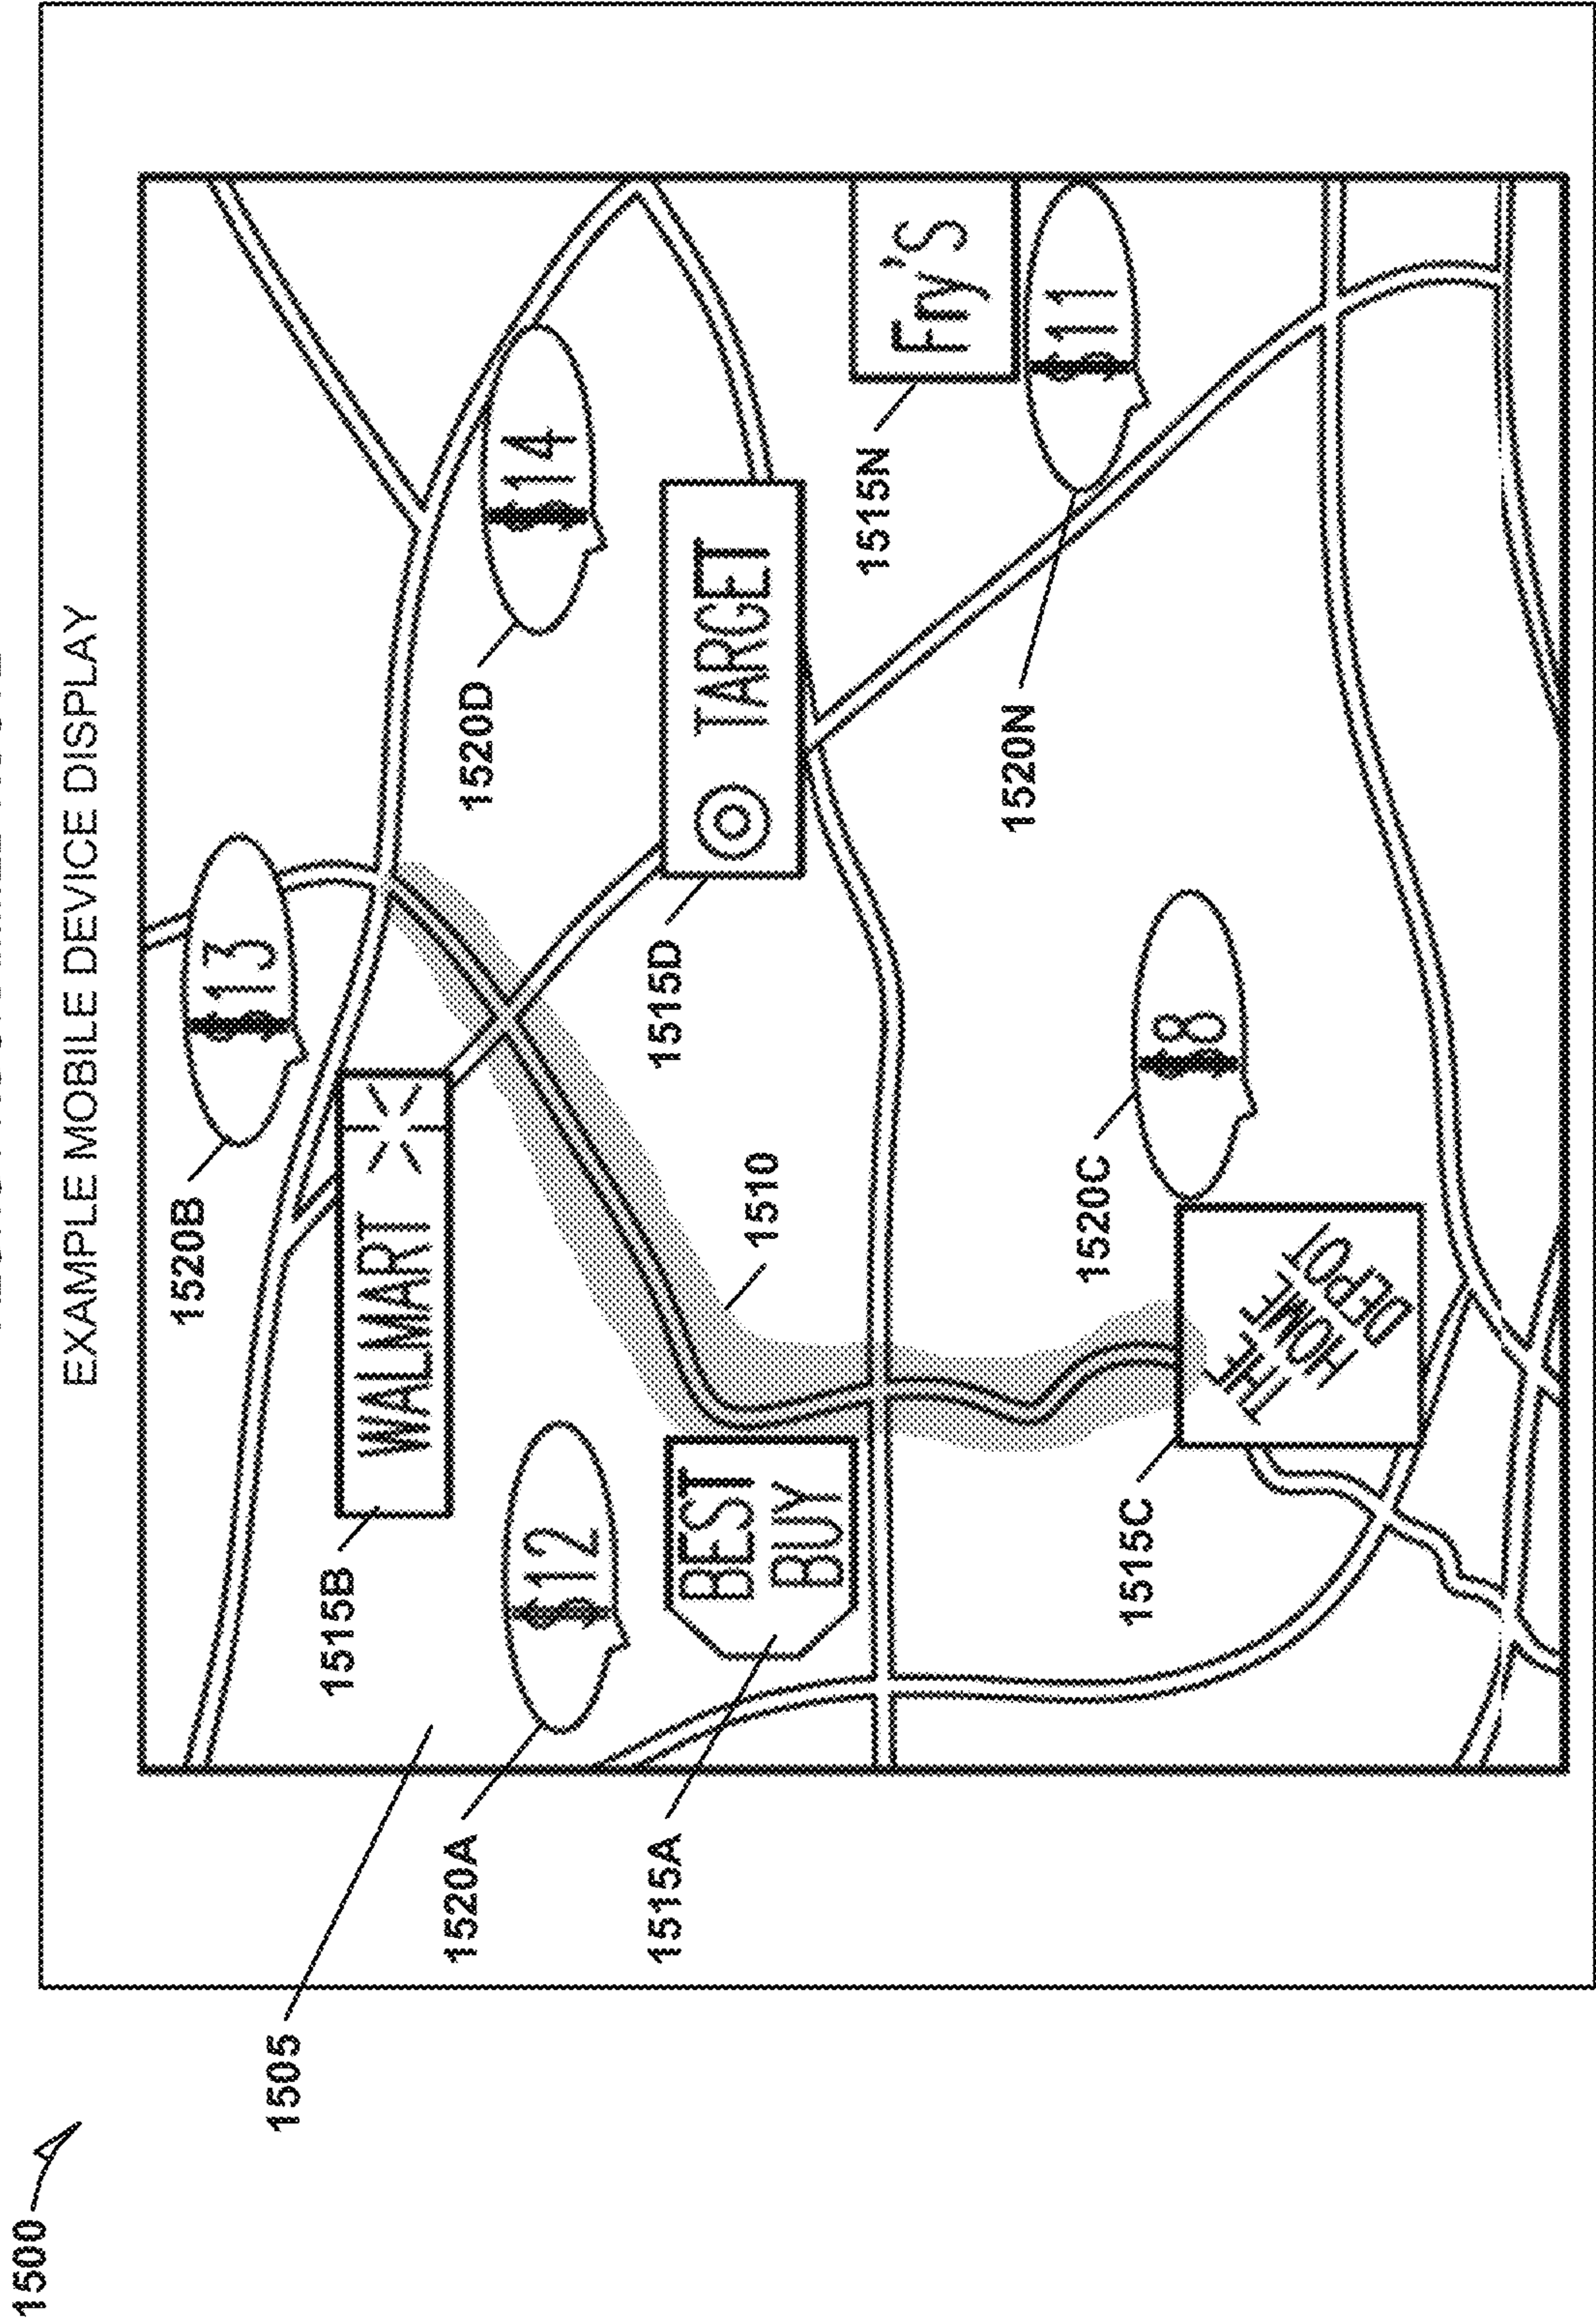 EXAMPLE MOBILE DEVICE DISPLAY
1500
1505
1520B
$13
1515B
WALMART
1520D
$14
1520A
$12
1515D
TARGET
1515A
BEST
BUY
1510
1515N
Fry'S
1520N
$11
1520C
$8
1515C
THE
HOME
DEPOT